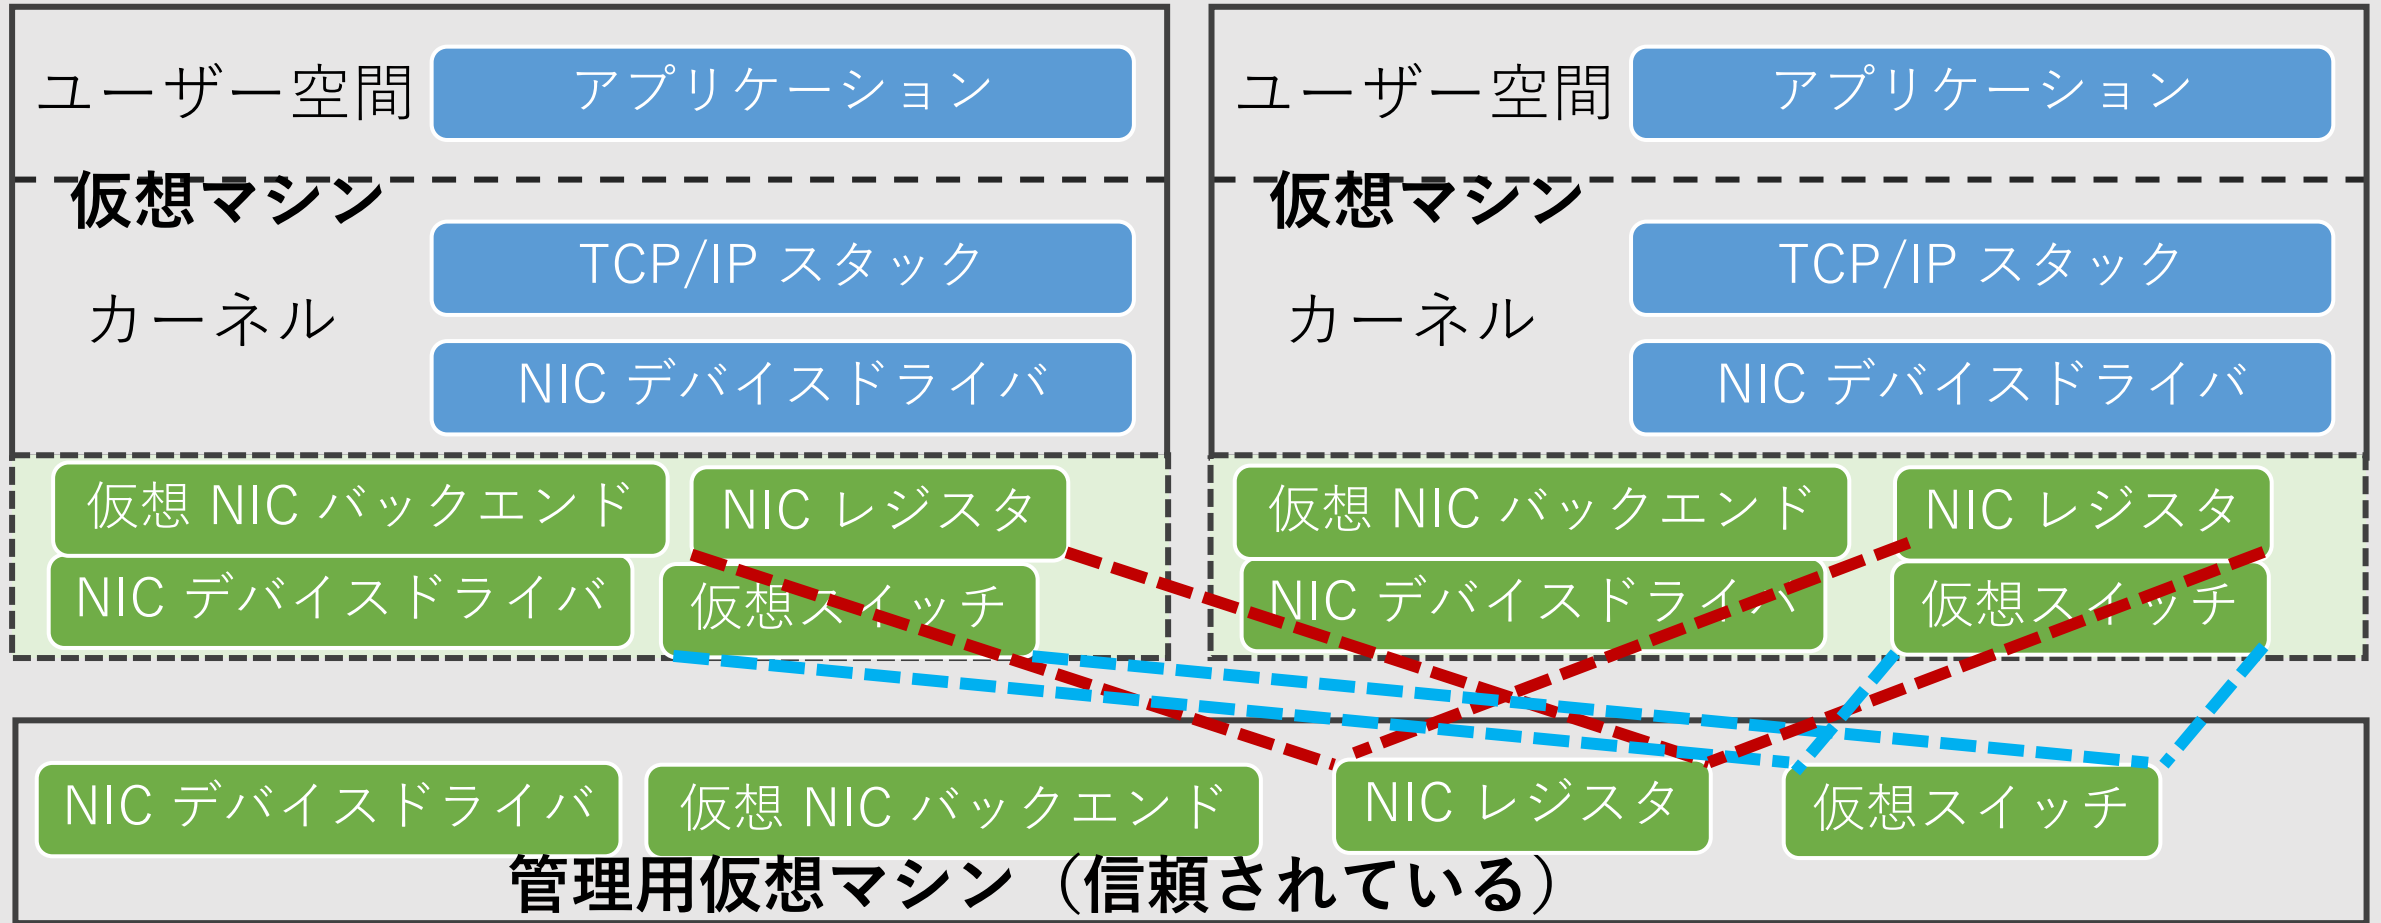 ユーザー空間
アプリケーション
仮想マシン
TCP/IP スタック
カーネル
NIC デバイスドライバ
仮想 NIC バックエンド
NIC レジスタ
NIC デバイスドライバ
仮想スイッチ
ユーザー空間
アプリケーション
仮想マシン
TCP/IP スタック
カーネル
NIC デバイスドライバ
仮想 NIC バックエンド
NIC レジスタ
NIC デバイスドライバ
仮想スイッチ
NIC デバイスドライバ
仮想 NIC バックエンド
NIC レジスタ
仮想スイッチ
管理用仮想マシン（信頼されている）